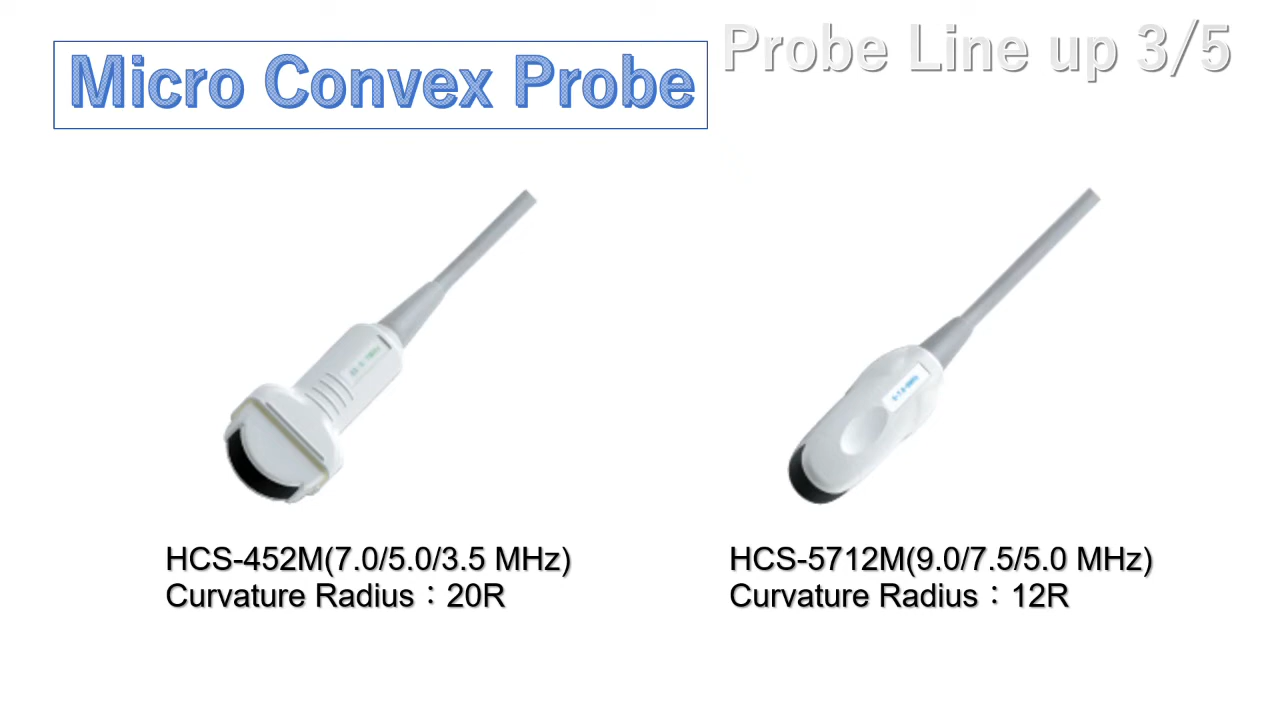 Micro Convex Probe
Probe Line up 3/5
HCS-452M(7.0/5.0/3.5 MHz)
Curvature Radius：20R
HCS-5712M(9.0/7.5/5.0 MHz)
Curvature Radius：12R